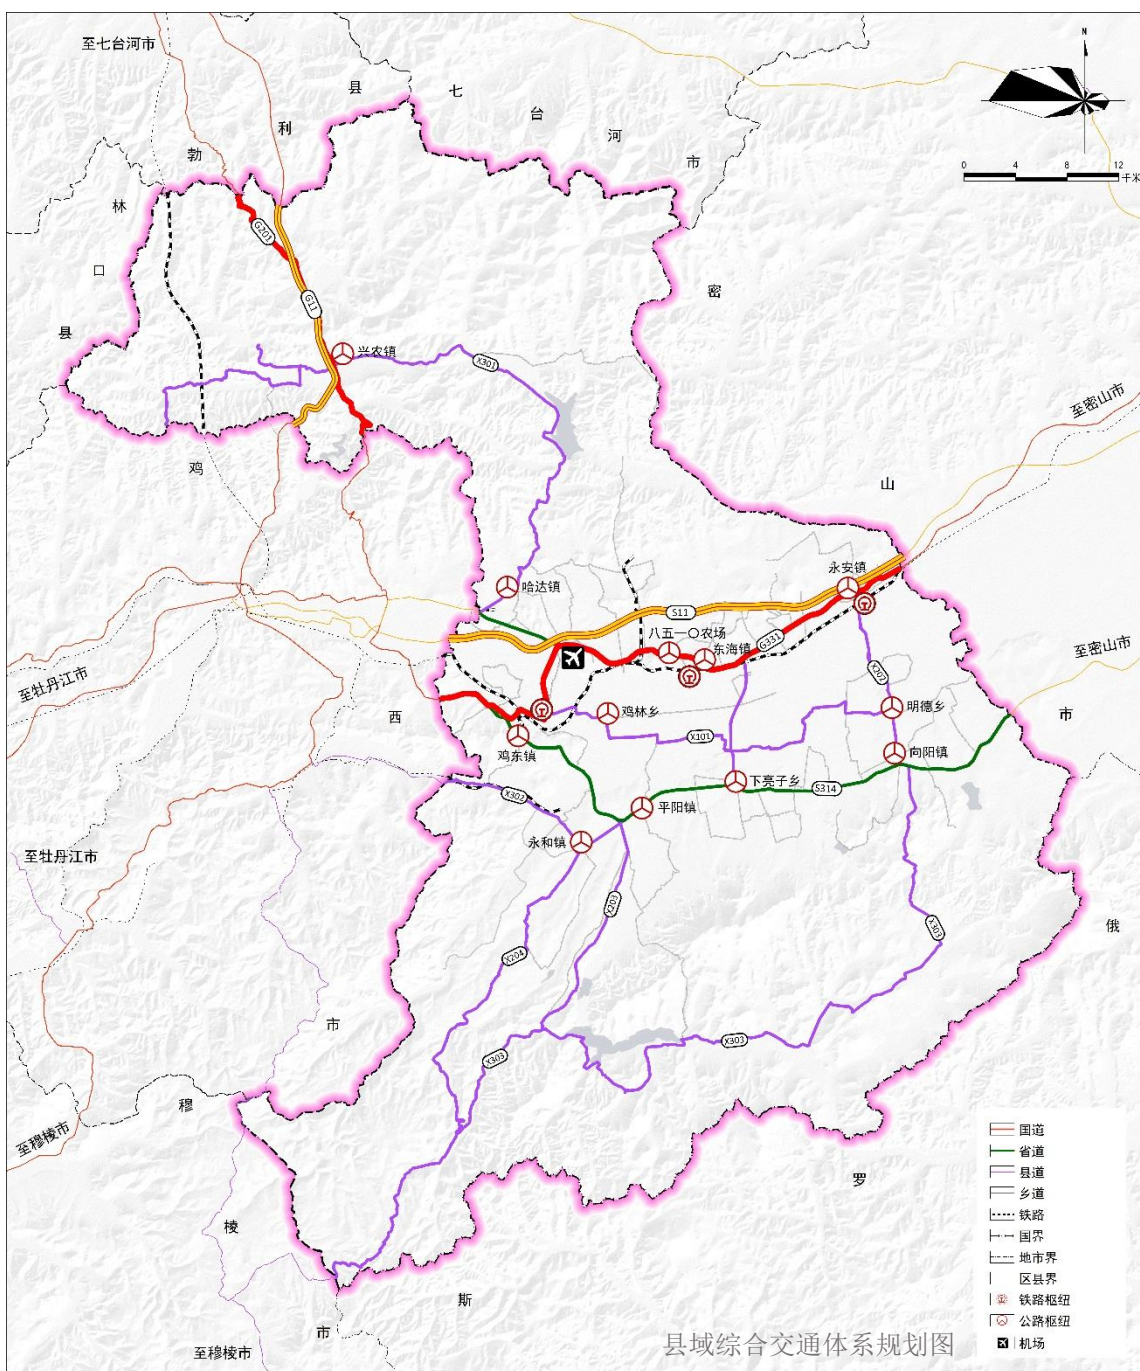 至七台河市
县
七
台
河
市
利
勃
林
口
县
N
0 4 8 12
千米
G201
G11
兴农镇
X301
密
鸡
山
至密山市
哈达镇
永安镇
S11
八五一〇农场
东海镇
G331
至密山市
至牡丹江市
西
X302
明德乡
市
鸡林乡
X101
向阳镇
鸡东镇
下亮子乡
S314
X302
平阳镇
永和镇
至牡丹江市
X203
X303
俄
X204
市
X303
X303
穆
至穆棱市
罗
棱
斯
市
至穆棱市
国道
省道
县道
乡道
铁路
国界
地市界
区县界
铁路枢纽
公路枢纽
机场
县域综合交通体系规划图